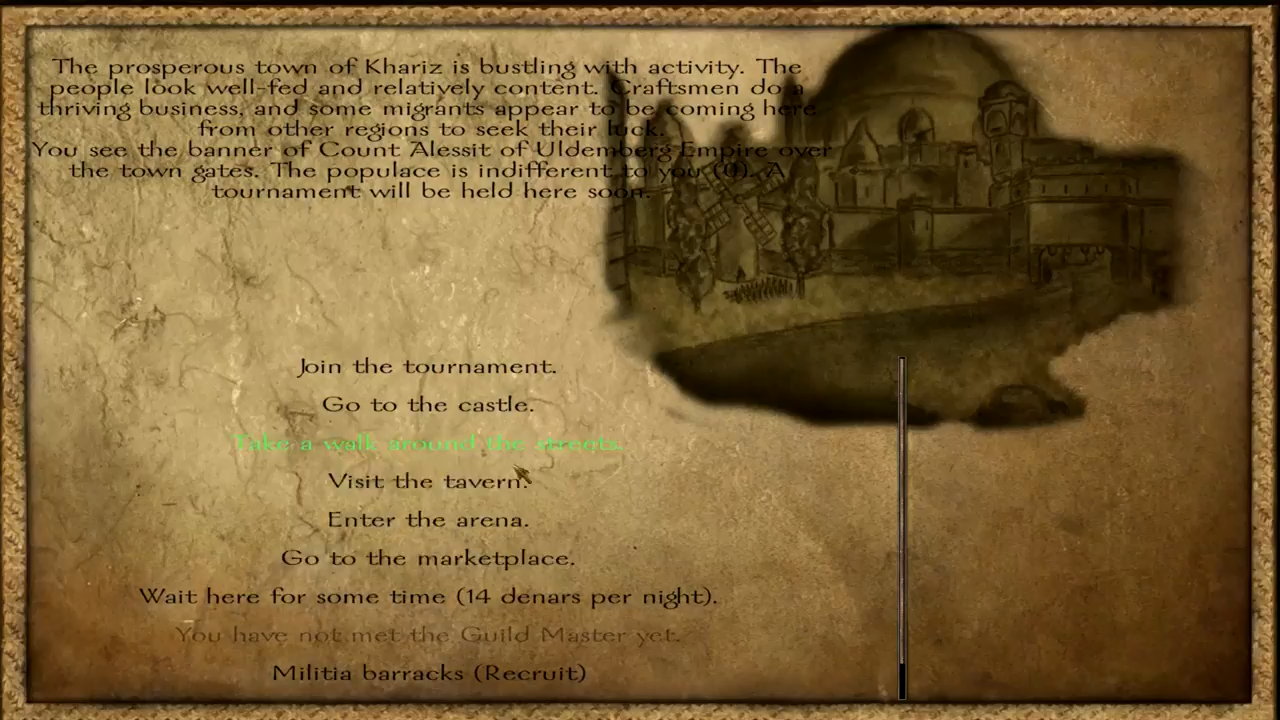 The prosperous town of Khariz is bustling with activity. The
people look well-fed and relatively content. Craftsmen do a
thriving business, and some migrants appear to be coming here
from other regions to seek their luck.
You see the banner of Count Alessit of Uldemberg Empire over
the town gates. The populace is indifferent to you (0). A
tournament will be held here soon.
Join the tournament.
Go to the castle.
Take a walk around the streets.
Visit the tavern.
Enter the arena.
Go to the marketplace.
Wait here for some time (14 denars per night).
You have not met the Guild Master yet.
Militia barracks (Recruit)